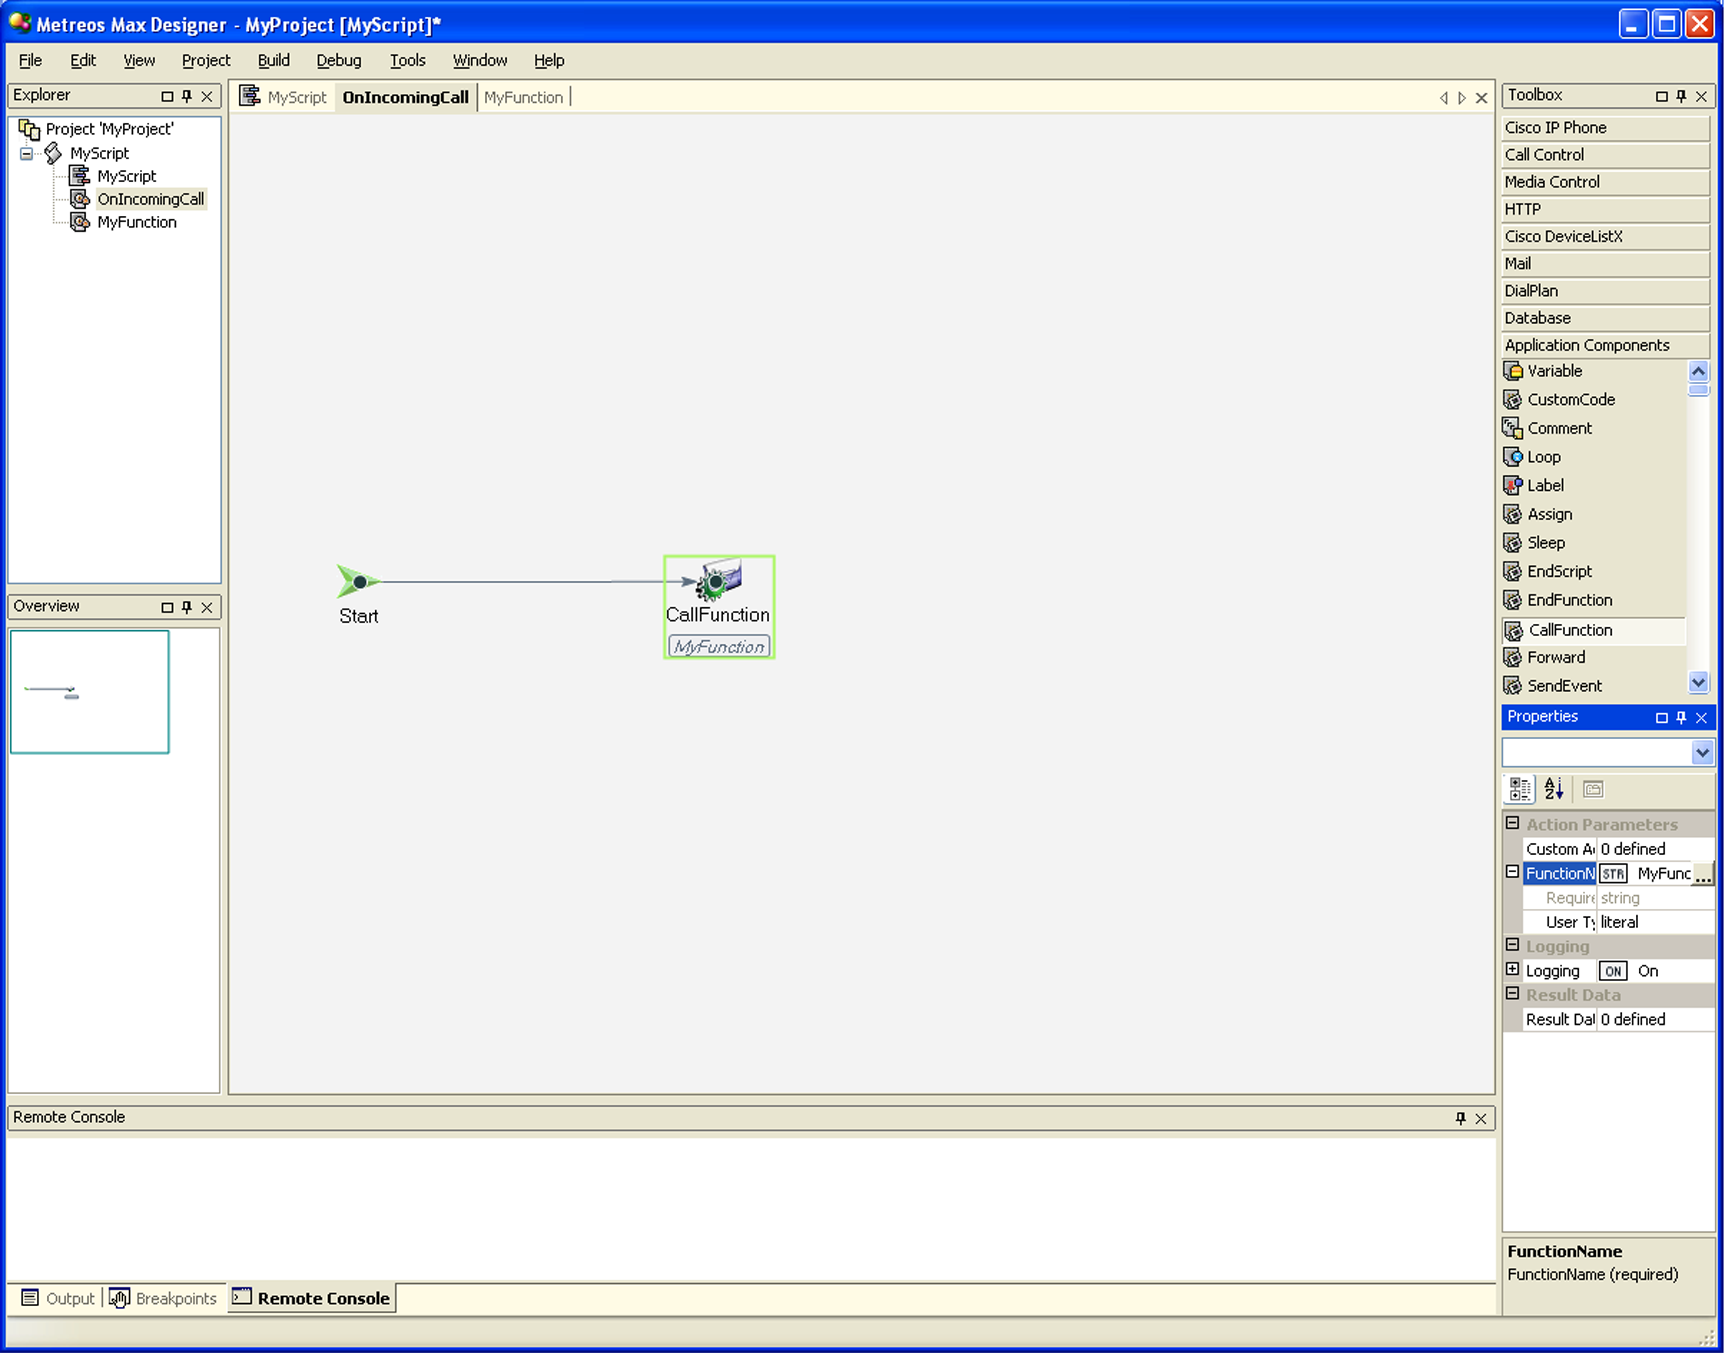 Metreos Max Designer - MyProject [MyScript]*
File Edit View Project Build Debug Tools Window Help
Explorer
Project 'MyProject'
MyScript
MyScript
OnIncomingCall
MyFunction
Overview
MyScript OnIncomingCall MyFunction
Start
CallFunction
MyFunction
Toolbox
Cisco IP Phone
Call Control
Media Control
HTTP
Cisco DeviceListX
Mail
DialPlan
Database
Application Components
Variable
CustomCode
Comment
Loop
Label
Assign
Sleep
EndScript
EndFunction
CallFunction
Forward
SendEvent
Properties
Action Parameters
Custom A 0 defined
FunctionN STR MyFunc ...
Require string
User Ty literal
Logging
Logging ON On
Result Data
Result Dat 0 defined
FunctionName
FunctionName (required)
Remote Console
Output Breakpoints Remote Console